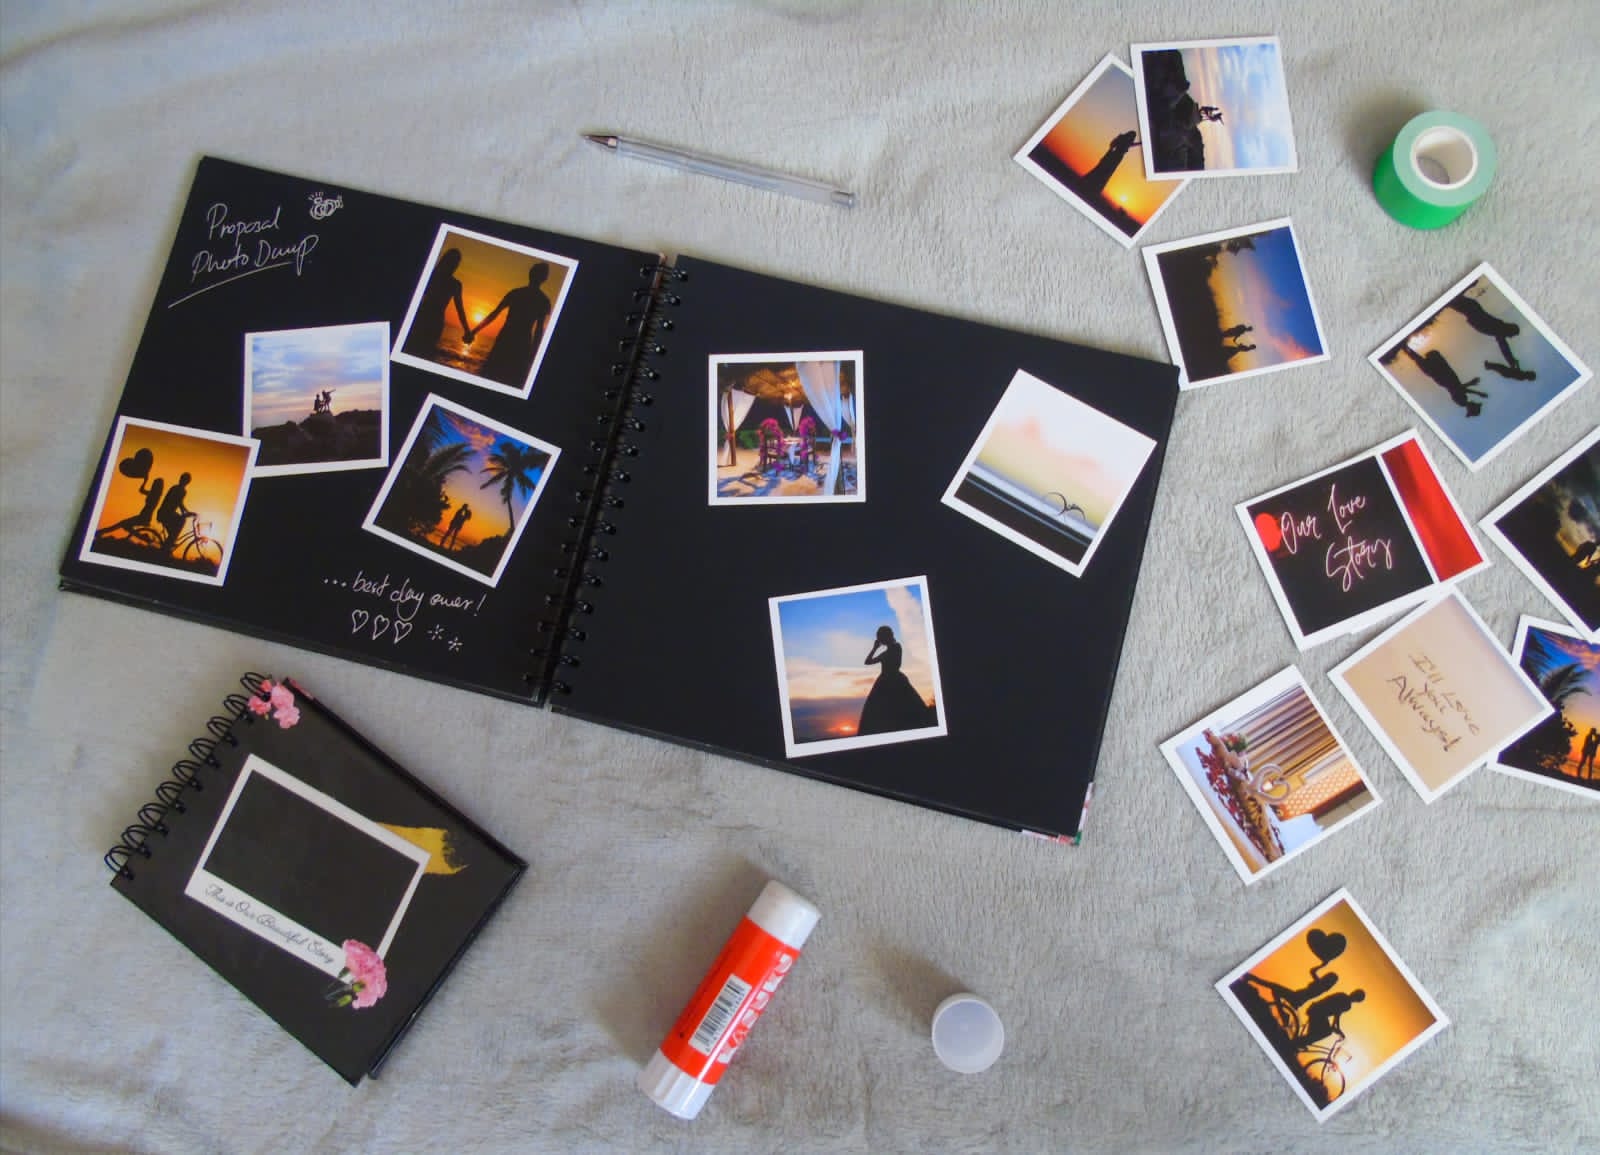 Proposal
Photo Dump
...best day ever!
This is Our Beautiful Story
Our Love
Story
I'll Love
you
Always!